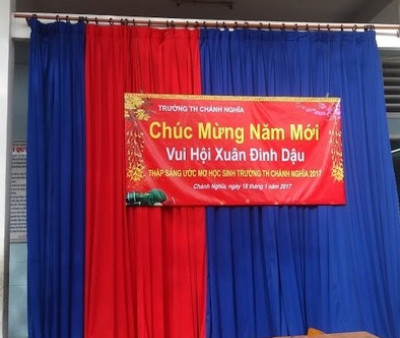 TRƯỜNG TH CHÁNH NGHĨA
Chúc Mừng Năm Mới
Vui Hội Xuân Đinh Dậu
THẮP SÁNG ƯỚC MƠ HỌC SINH TRƯỜNG TH CHÁNH NGHĨA 2017
Chánh Nghĩa, ngày 18 tháng 1 năm 2017